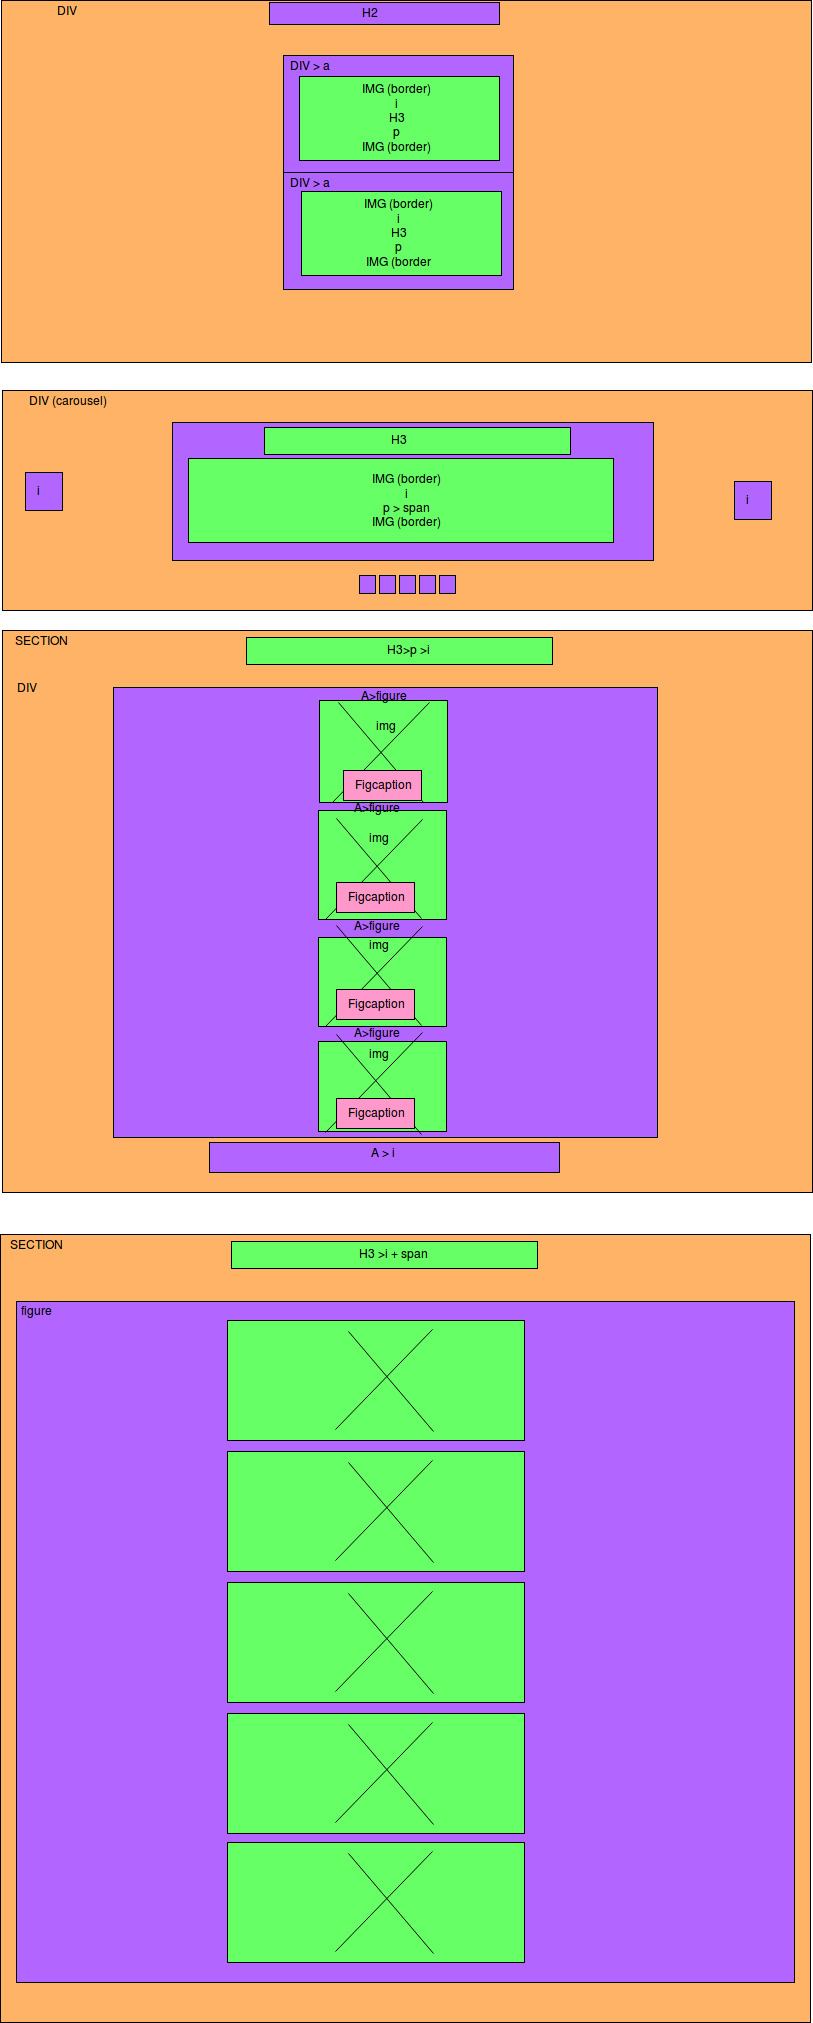 DIV
H2
DIV > a
IMG (border)
i
H3
p
IMG (border)
DIV > a
IMG (border)
i
H3
p
IMG (border
DIV (carousel)
H3
i
IMG (border)
i
p > span
IMG (border)
i
SECTION
H3>p >i
DIV
A>figure
img
Figcaption
A>figure
img
Figcaption
A>figure
img
Figcaption
A>figure
img
Figcaption
A > i
SECTION
H3 >i + span
figure